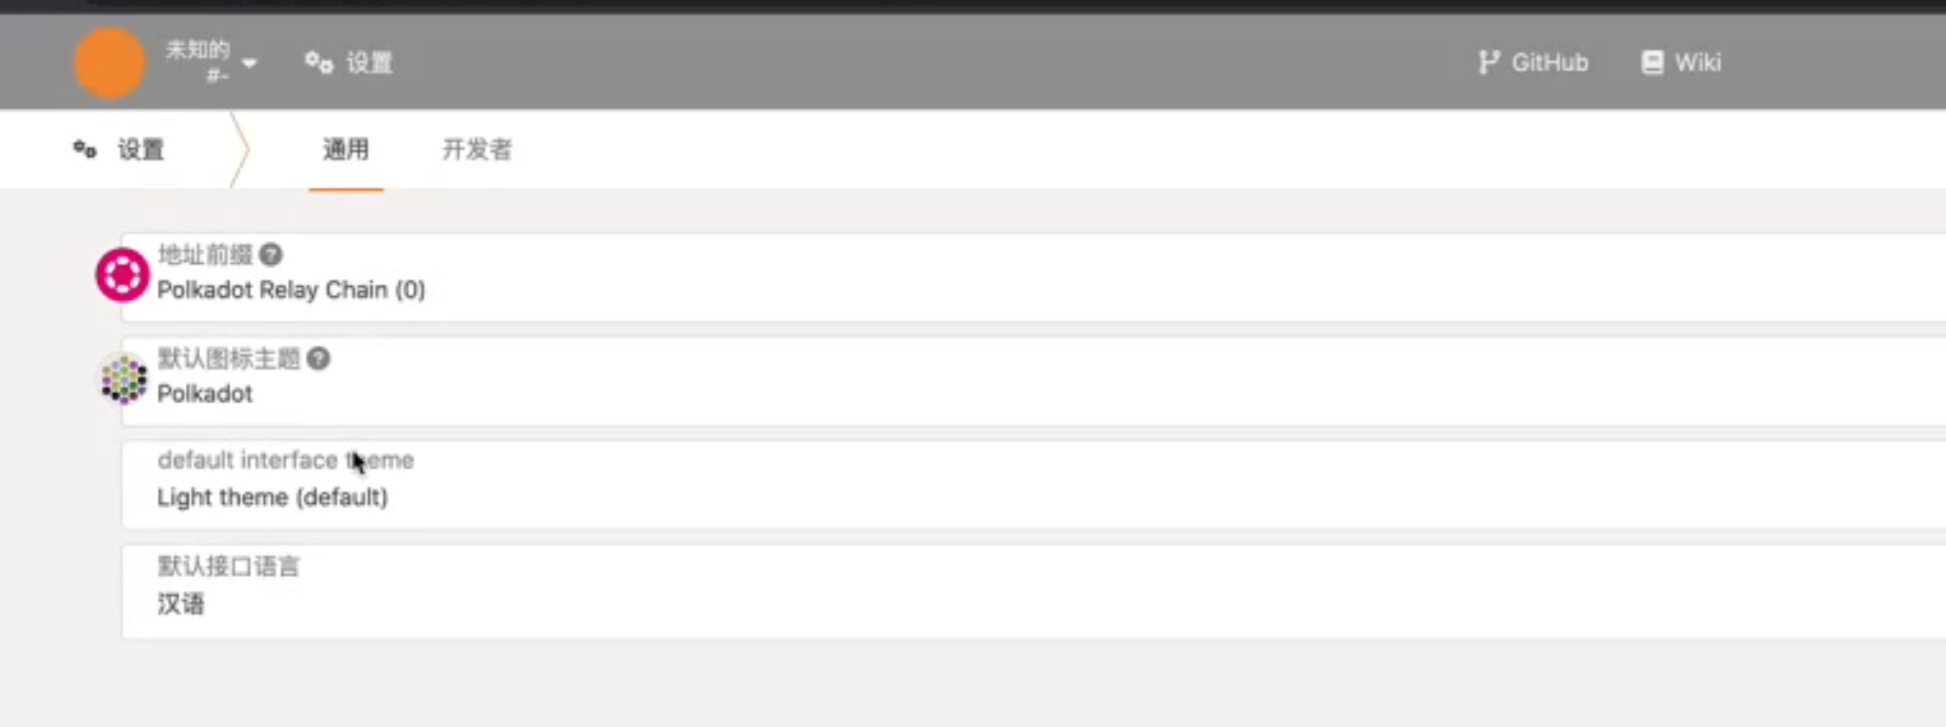 未知的
#-
设置
GitHub
Wiki
设置
通用
开发者
地址前缀
Polkadot Relay Chain (0)
默认图标主题
Polkadot
default interface theme
Light theme (default)
默认接口语言
汉语